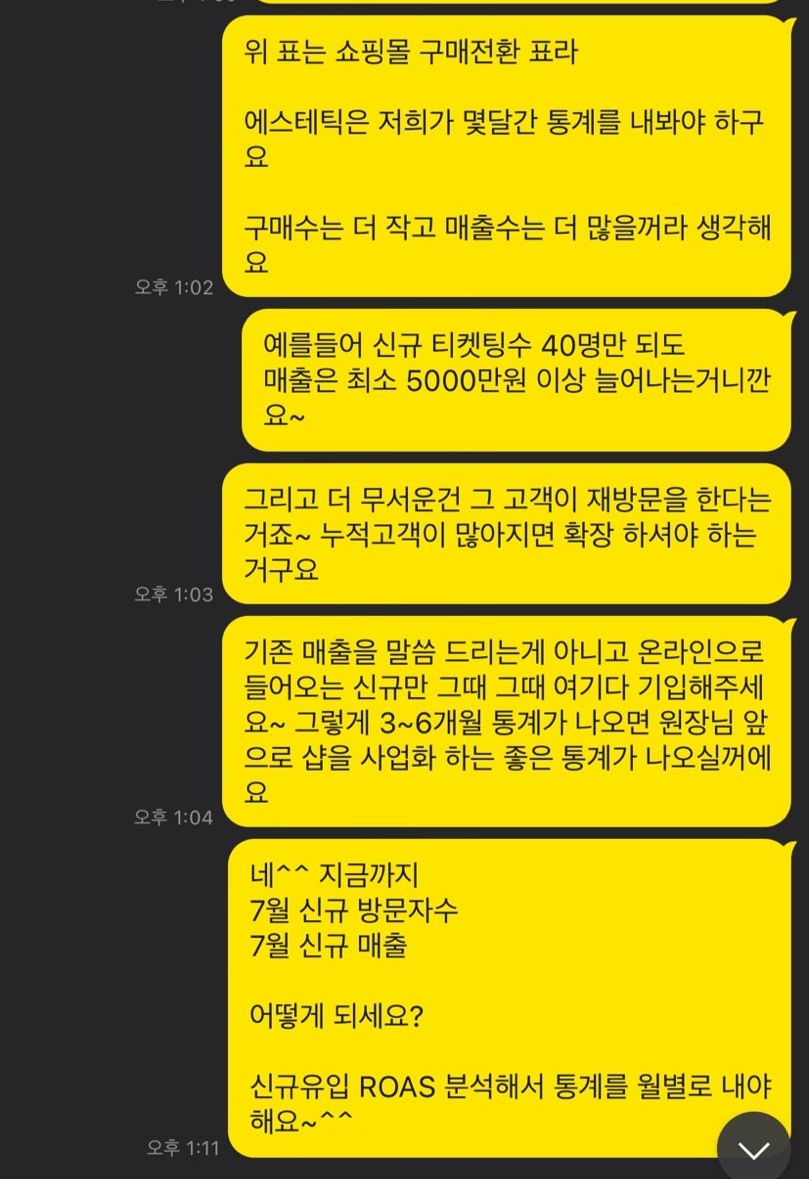 위 표는 쇼핑몰 구매전환 표라
에스테틱은 저희가 몇달간 통계를 내봐야 하구
요
구매수는 더 작고 매출수는 더 많을꺼라 생각해
요
오후 1:02
예를들어 신규 티켓팅수 40명만 되도
매출은 최소 5000만원 이상 늘어나는거니깐
요~
그리고 더 무서운건 그 고객이 재방문을 한다는
거죠~ 누적고객이 많아지면 확장 하셔야 하는
거구요
오후 1:03
기존 매출을 말씀 드리는게 아니고 온라인으로
들어오는 신규만 그때 그때 여기다 기입해주세
요~ 그렇게 3~6개월 통계가 나오면 원장님 앞
으로 샵을 사업화 하는 좋은 통계가 나오실꺼에
요
오후 1:04
네^^ 지금까지
7월 신규 방문자수
7월 신규 매출
어떻게 되세요?
신규유입 ROAS 분석해서 통계를 월별로 내야
해요~^^
오후 1:11